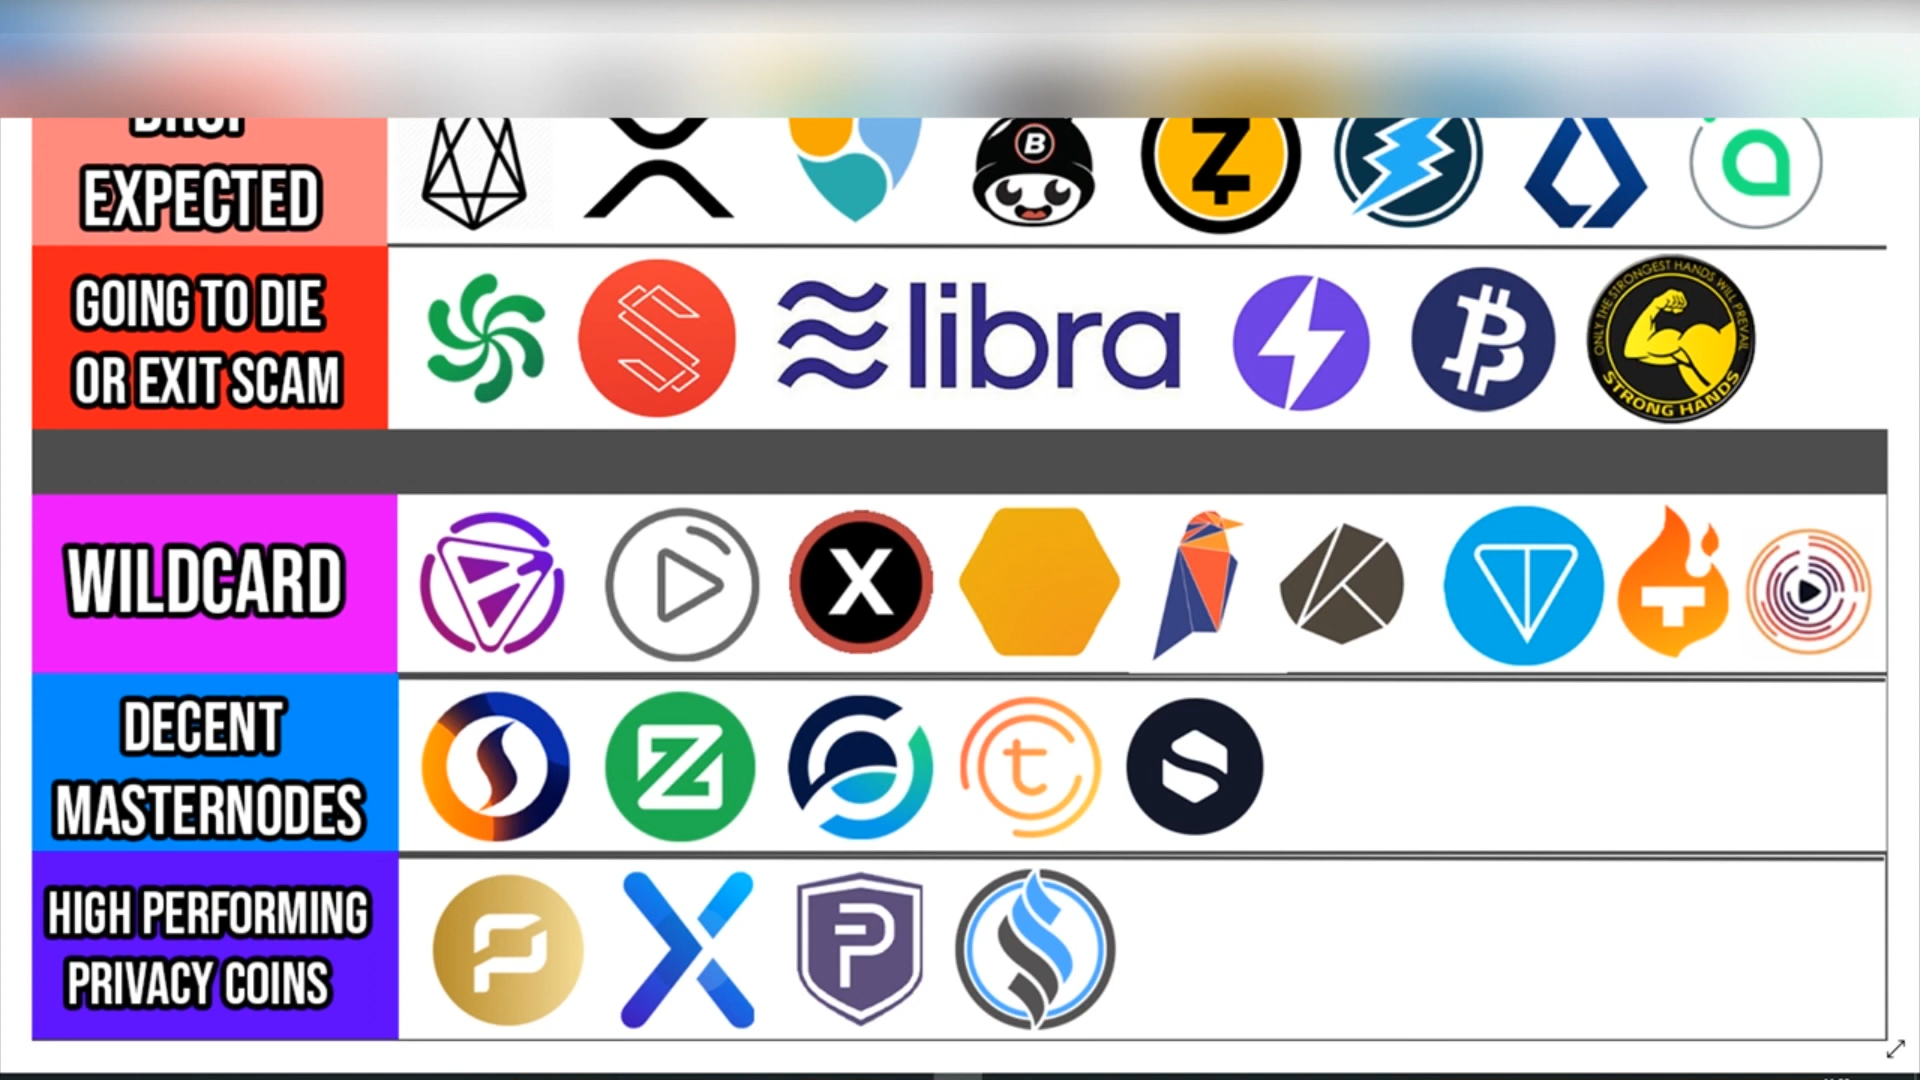 DROP
EXPECTED
B
GOING TO DIE
OR EXIT SCAM
libra
ONLY THE STRONGEST HANDS WILL PREVAIL
STRONG HANDS
WILDCARD
X
DECENT
MASTERNODES
t
HIGH PERFORMING
PRIVACY COINS